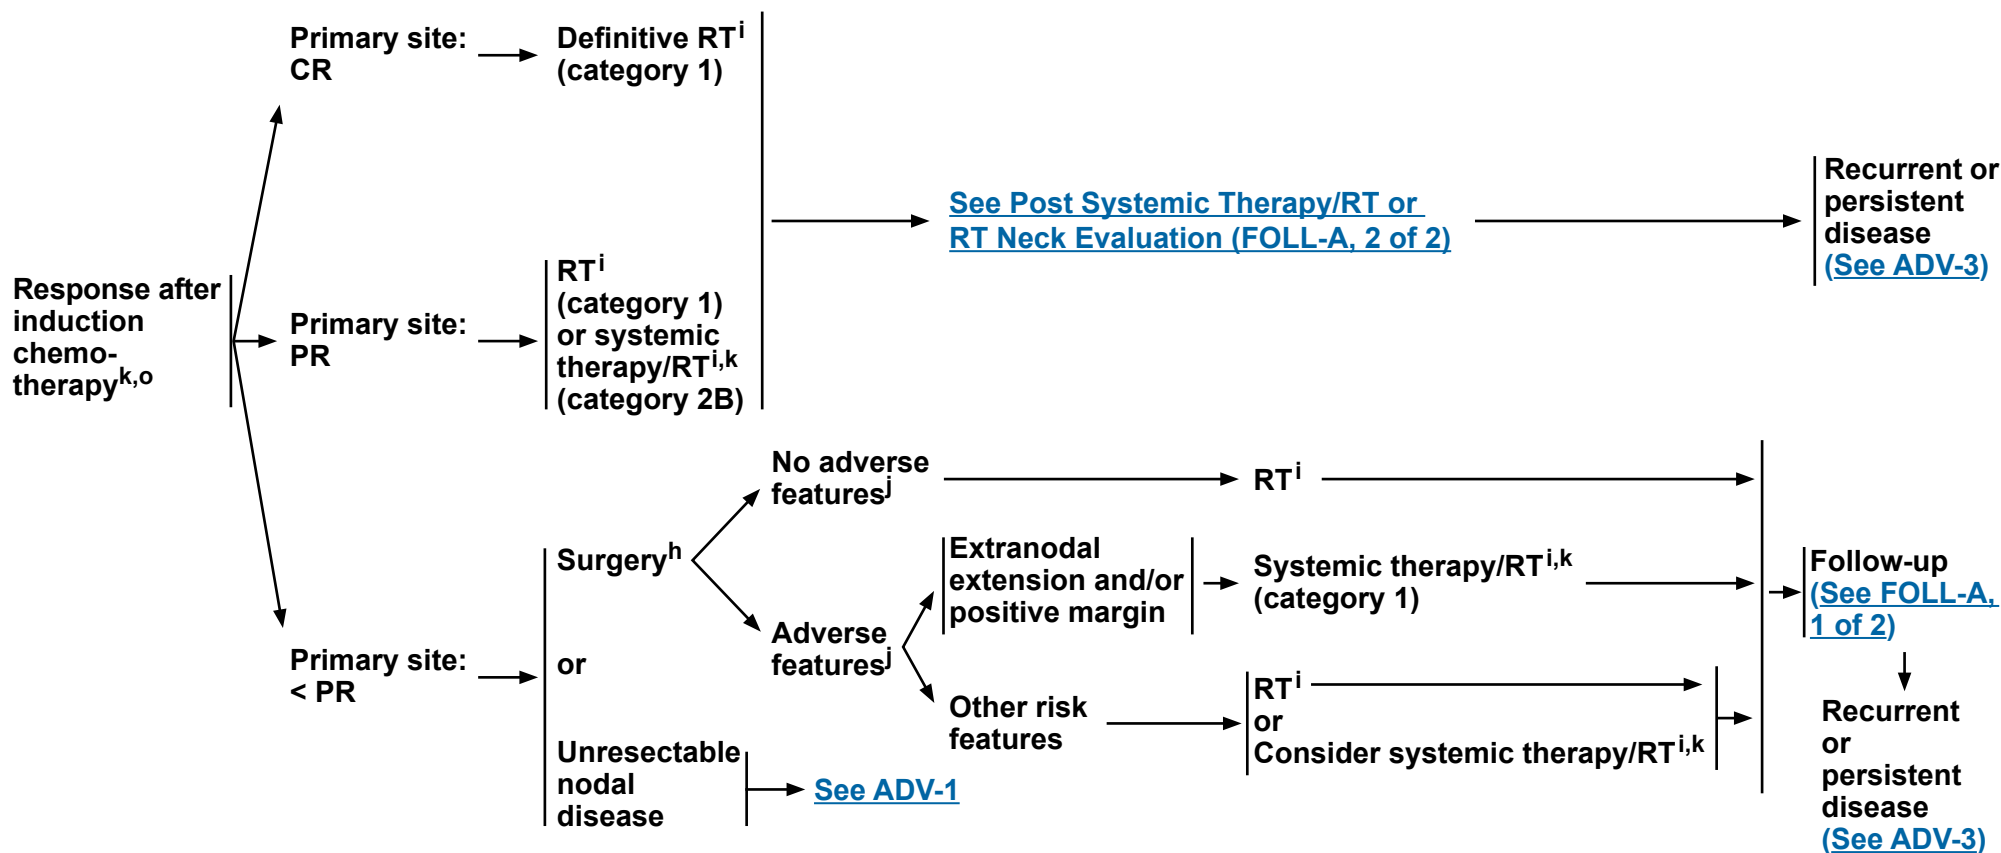 Response after
induction
chemo-
therapyk,o
Primary site:
CR
Definitive RTi
(category 1)
Primary site:
PR
RTi
(category 1)
or systemic
therapy/RTi,k
(category 2B)
See Post Systemic Therapy/RT or
RT Neck Evaluation (FOLL-A, 2 of 2)
Recurrent or
persistent
disease
(See ADV-3)
Primary site:
< PR
Surgeryh
or
Unresectable
nodal
disease
See ADV-1
No adverse
featuresj
RTi
Adverse
featuresj
Extranodal
extension and/or
positive margin
Systemic therapy/RTi,k
(category 1)
Other risk
features
RTi
or
Consider systemic therapy/RTi,k
Follow-up
(See FOLL-A,
1 of 2)
Recurrent
or
persistent
disease
(See ADV-3)